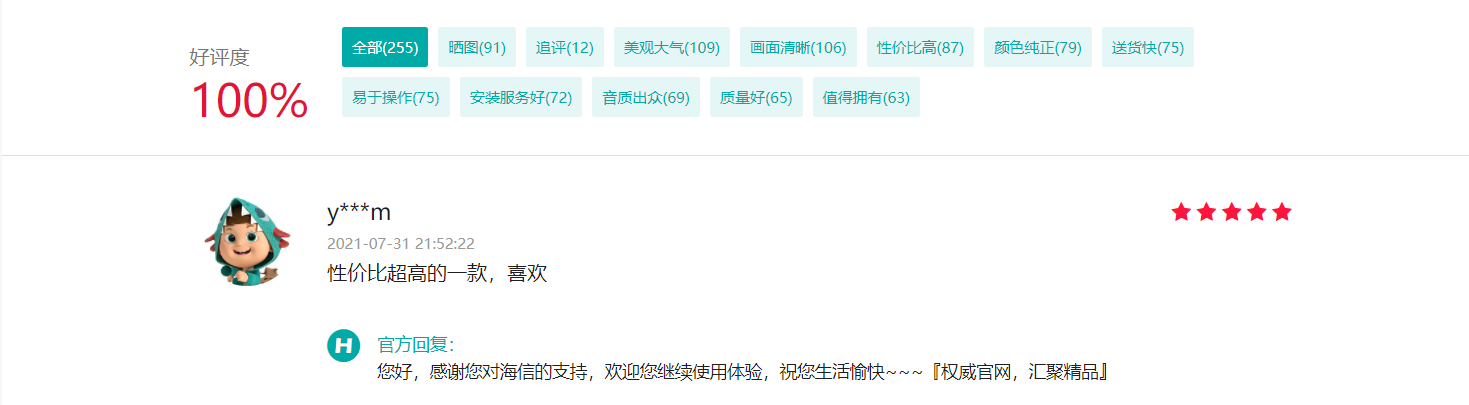 好评度
100%
全部(255) 晒图(91) 追评(12) 美观大气(109) 画面清晰(106) 性价比高(87) 颜色纯正(79) 送货快(75)
易于操作(75) 安装服务好(72) 音质出众(69) 质量好(65) 值得拥有(63)
y***m
2021-07-31 21:52:22
性价比超高的一款，喜欢
H
官方回复：
您好，感谢您对海信的支持，欢迎您继续使用体验，祝您生活愉快~~~『权威官网，汇聚精品』